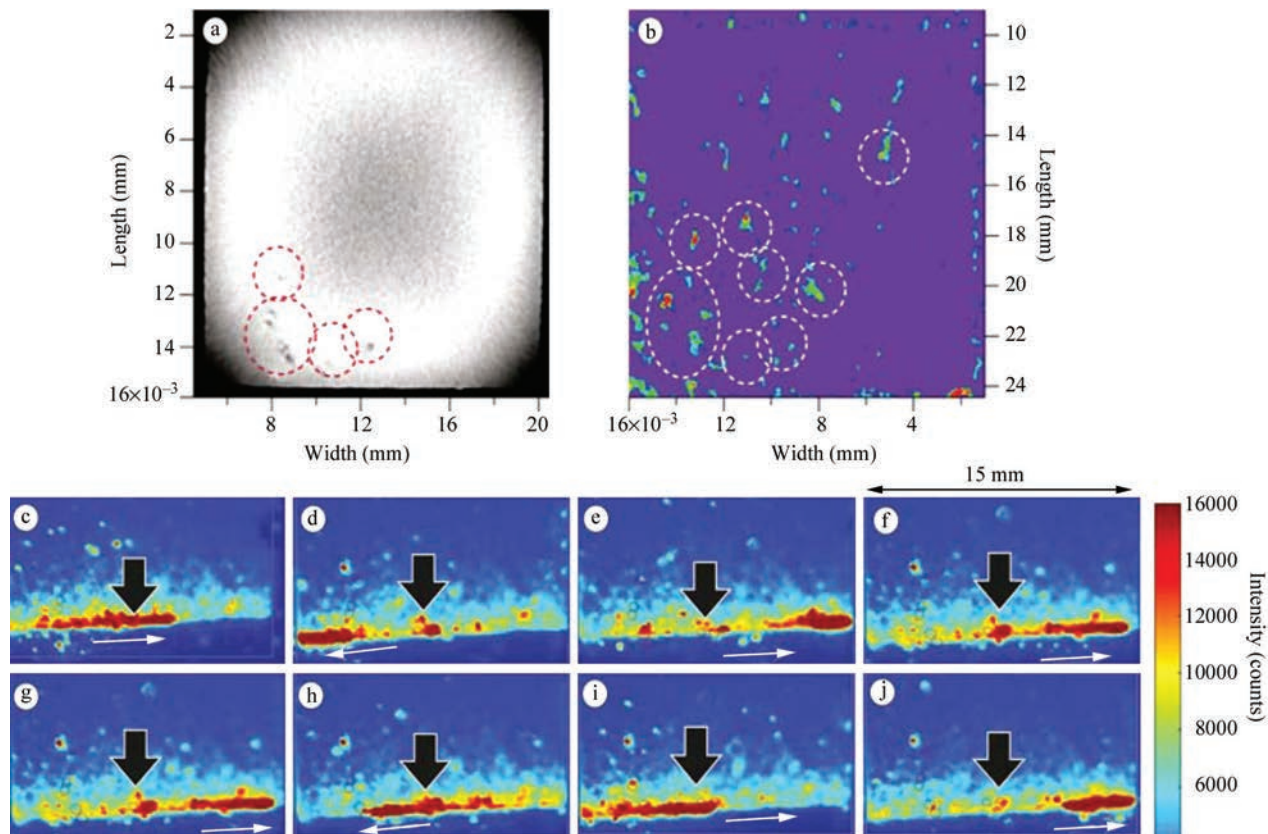 a
2
4
6
8
10
12
14
16×10⁻³
Length (mm)
8
12
16
20
Width (mm)
b
10
12
14
16
18
20
22
24
Length (mm)
16×10⁻³
12
8
4
Width (mm)
15 mm
c
d
e
f
g
h
i
j
16000
14000
12000
10000
8000
6000
Intensity (counts)